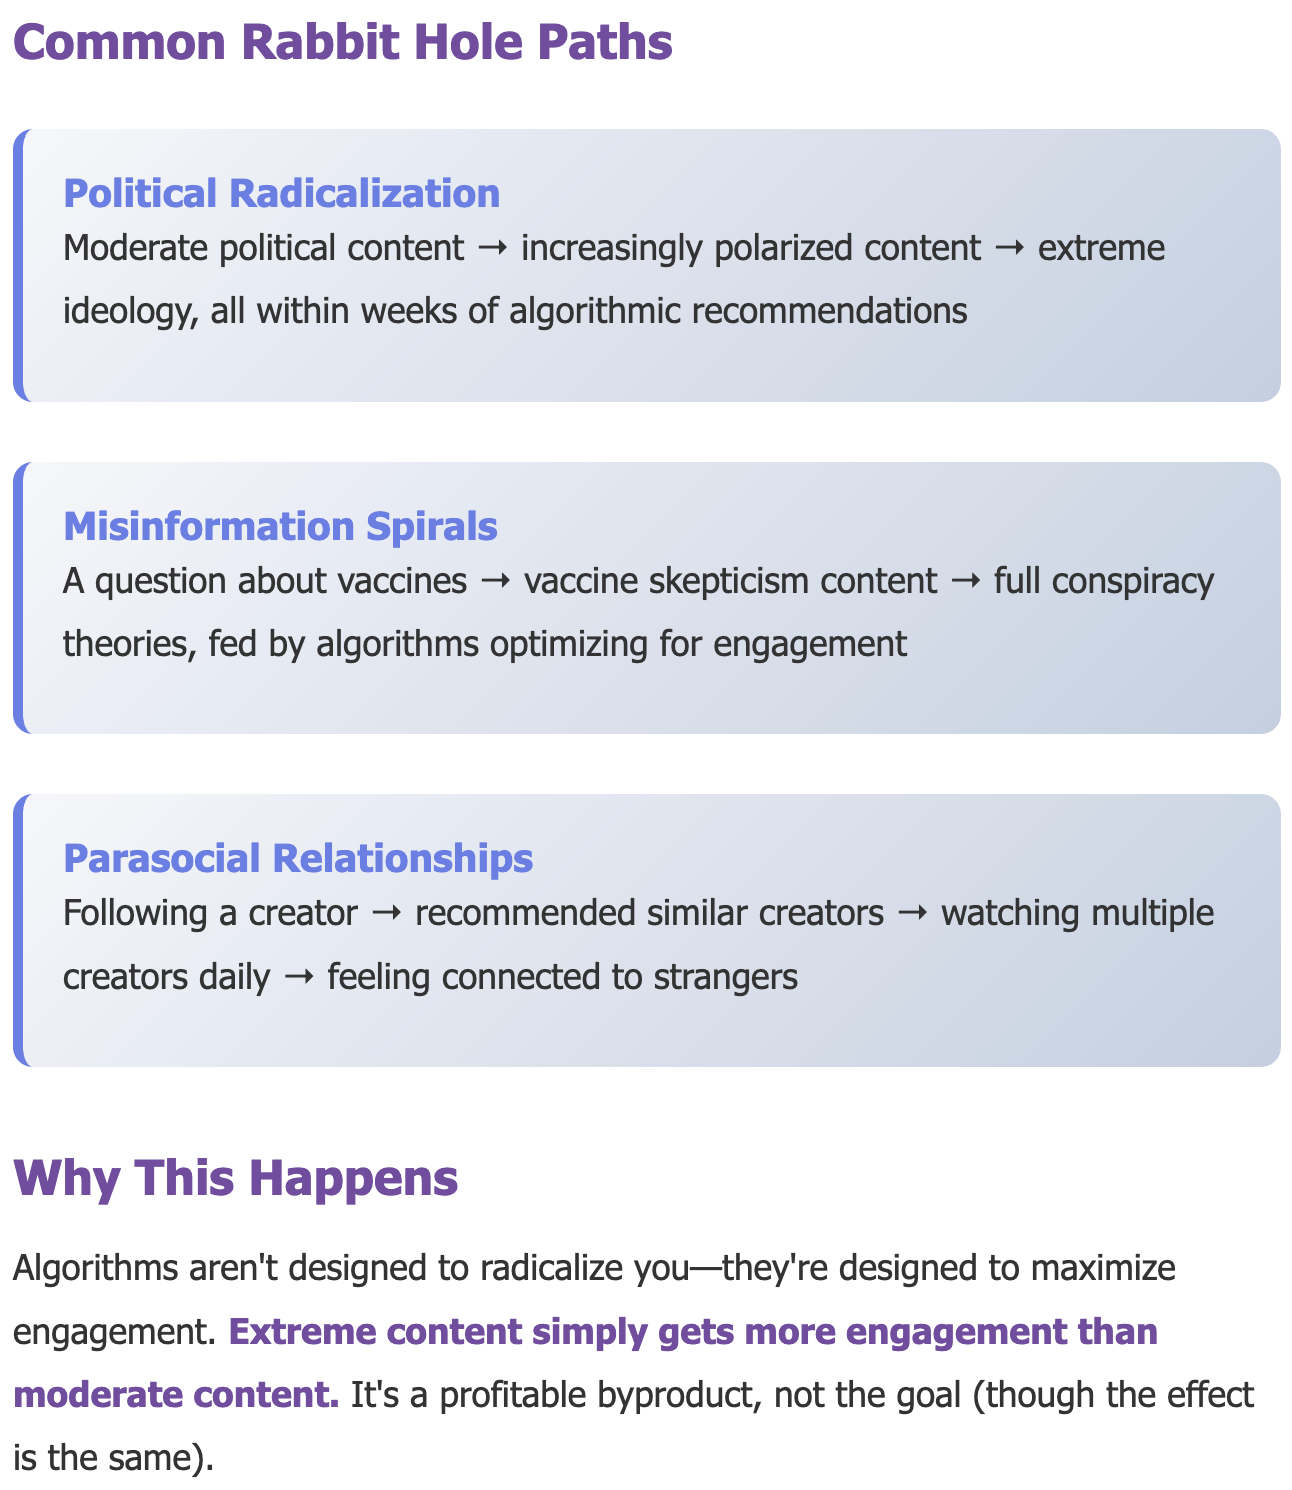 Common Rabbit Hole Paths
Political Radicalization
Moderate political content → increasingly polarized content → extreme
ideology, all within weeks of algorithmic recommendations
Misinformation Spirals
A question about vaccines → vaccine skepticism content → full conspiracy
theories, fed by algorithms optimizing for engagement
Parasocial Relationships
Following a creator → recommended similar creators → watching multiple
creators daily → feeling connected to strangers
Why This Happens
Algorithms aren't designed to radicalize you—they're designed to maximize
engagement. Extreme content simply gets more engagement than
moderate content. It's a profitable byproduct, not the goal (though the effect
is the same).